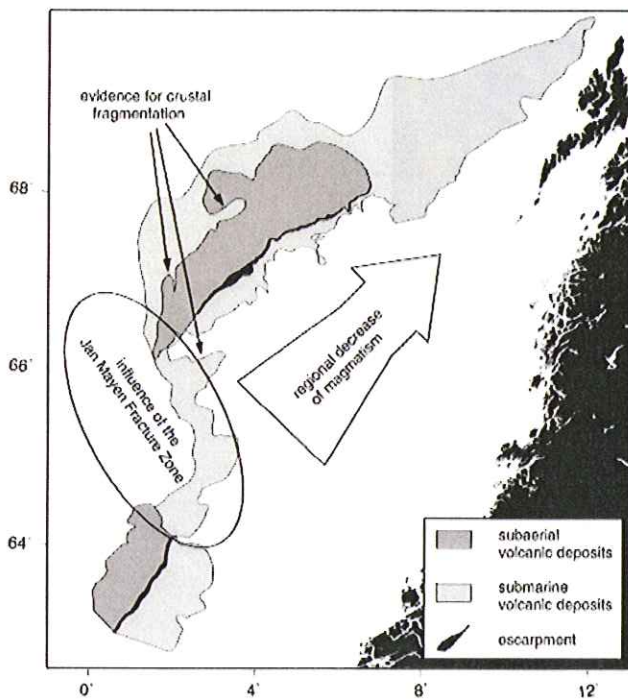 evidence for crustal
fragmentation
68
66'
64'
influence of the
Jan Mayen Fracture Zone
regional decrease
of magmatism
subaerial
volcanic deposits
submarine
volcanic deposits
escarpment
0'
4'
8'
12'